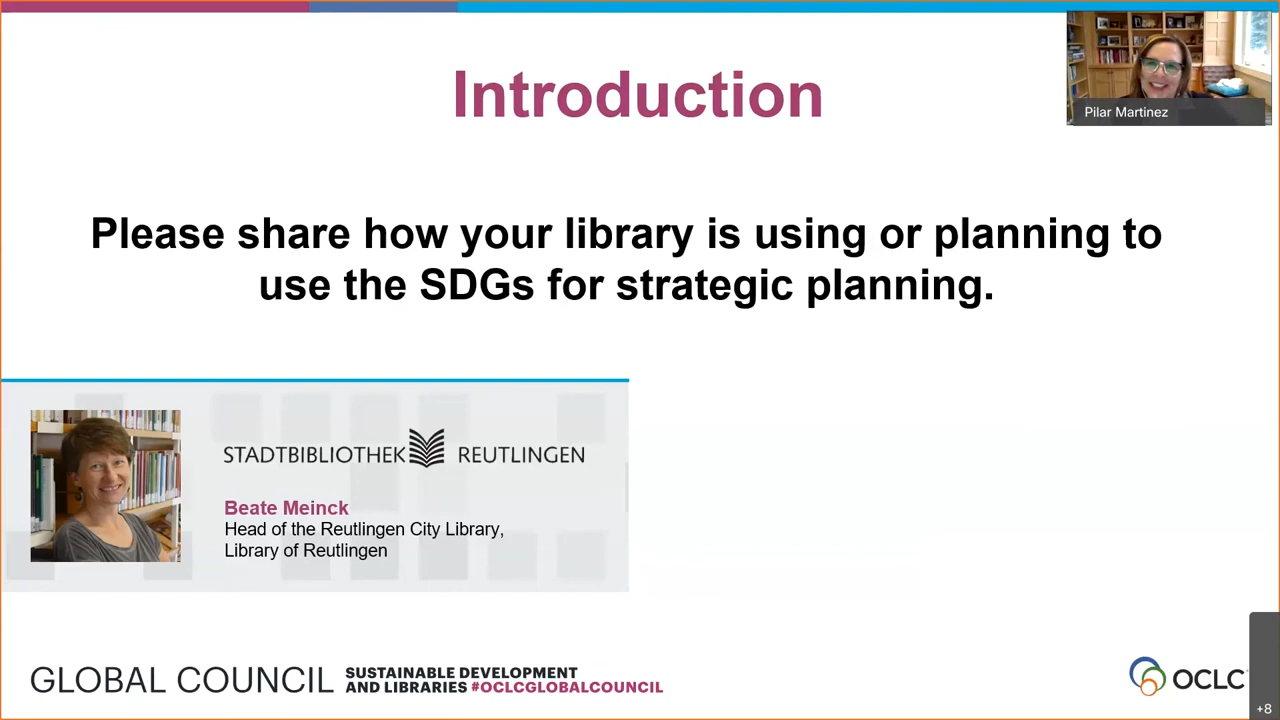 Introduction
Pilar Martinez
Please share how your library is using or planning to
use the SDGs for strategic planning.
STADTBIBLIOTHEK REUTLINGEN
Beate Meinck
Head of the Reutlingen City Library,
Library of Reutlingen
GLOBAL COUNCIL
SUSTAINABLE DEVELOPMENT
AND LIBRARIES #OCLCGLOBALCOUNCIL
OCLC
+8